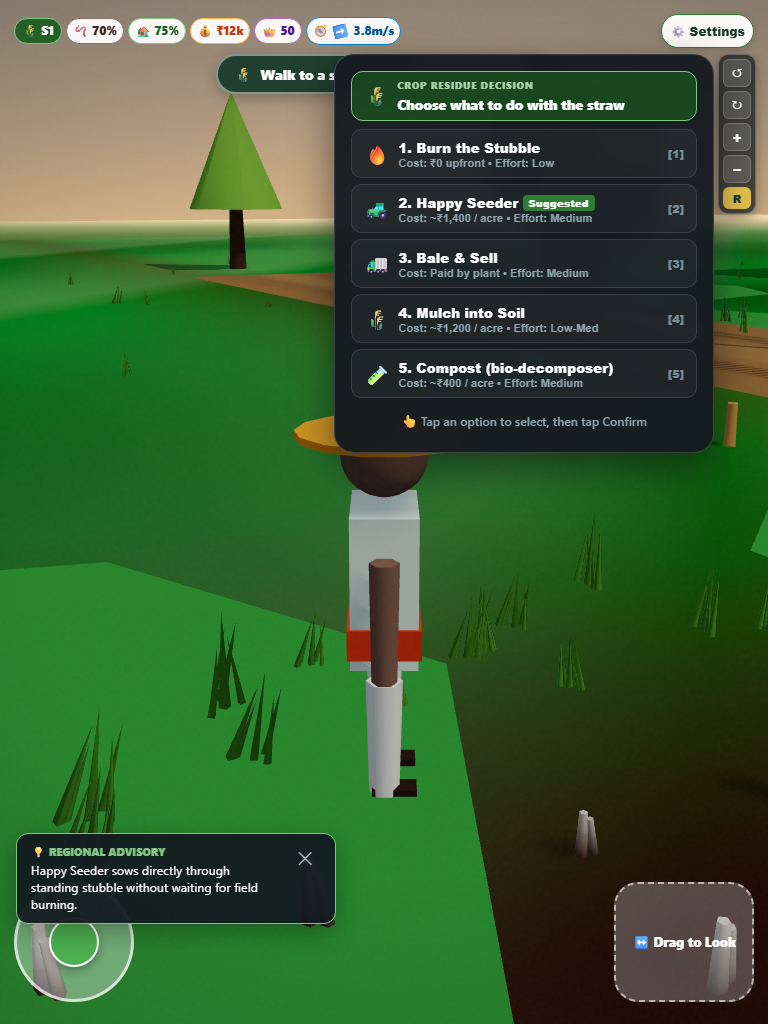 S1
70%
75%
₹12k
50
3.8m/s
Settings
Walk to a s
CROP RESIDUE DECISION
Choose what to do with the straw
1. Burn the Stubble
Cost: ₹0 upfront • Effort: Low
[1]
2. Happy Seeder Suggested
Cost: ~₹1,400 / acre • Effort: Medium
[2]
3. Bale & Sell
Cost: Paid by plant • Effort: Medium
[3]
4. Mulch into Soil
Cost: ~₹1,200 / acre • Effort: Low-Med
[4]
5. Compost (bio-decomposer)
Cost: ~₹400 / acre • Effort: Medium
[5]
Tap an option to select, then tap Confirm
↺
↻
+
−
R
REGIONAL ADVISORY
Happy Seeder sows directly through
standing stubble without waiting for field
burning.
Drag to Look